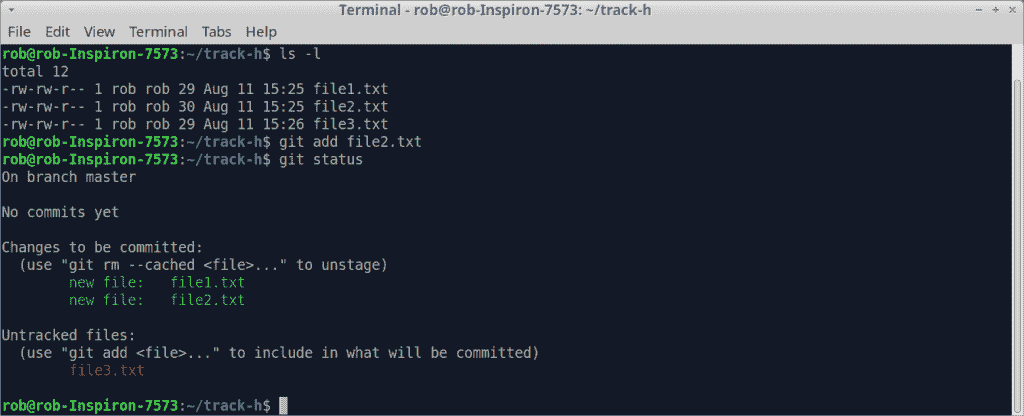 Terminal - rob@rob-Inspiron-7573: ~/track-h
File Edit View Terminal Tabs Help
rob@rob-Inspiron-7573:~/track-h$ ls -l
total 12
-rw-rw-r-- 1 rob rob 29 Aug 11 15:25 file1.txt
-rw-rw-r-- 1 rob rob 30 Aug 11 15:25 file2.txt
-rw-rw-r-- 1 rob rob 29 Aug 11 15:26 file3.txt
rob@rob-Inspiron-7573:~/track-h$ git add file2.txt
rob@rob-Inspiron-7573:~/track-h$ git status
On branch master
No commits yet
Changes to be committed:
  (use "git rm --cached <file>..." to unstage)
        new file:   file1.txt
        new file:   file2.txt
Untracked files:
  (use "git add <file>..." to include in what will be committed)
        file3.txt
rob@rob-Inspiron-7573:~/track-h$